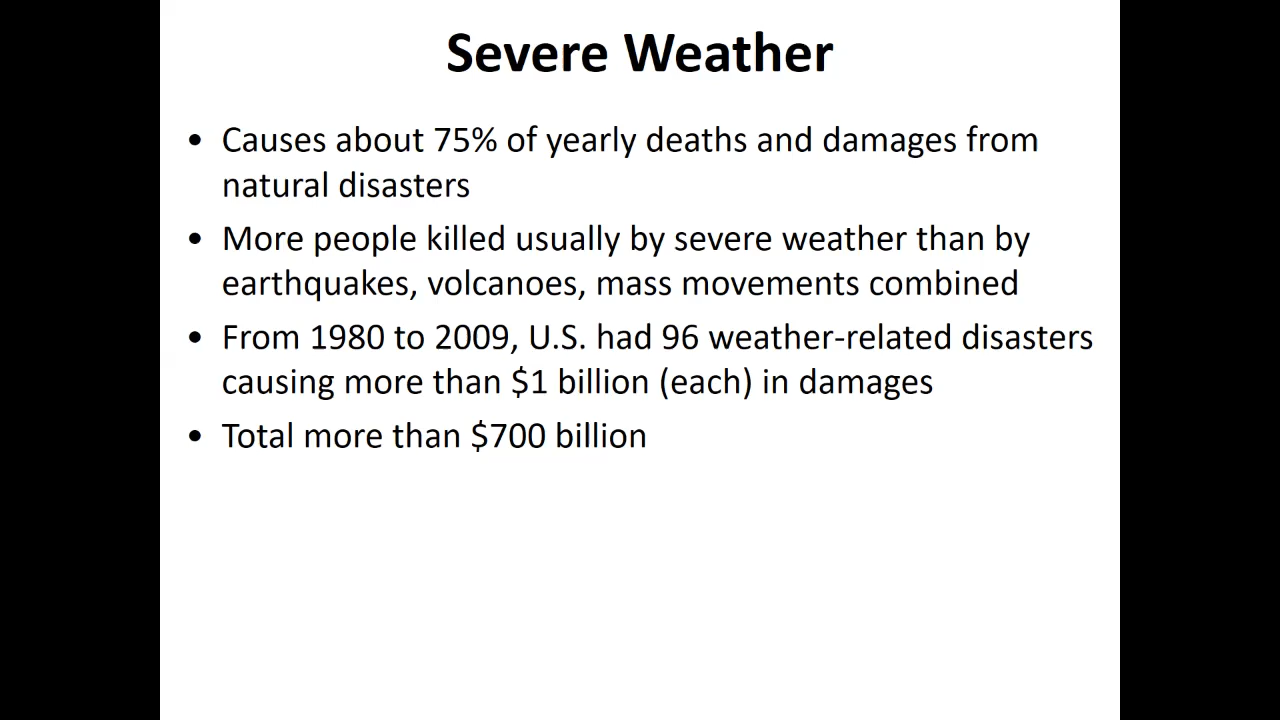 Severe Weather
• Causes about 75% of yearly deaths and damages from
natural disasters
• More people killed usually by severe weather than by
earthquakes, volcanoes, mass movements combined
• From 1980 to 2009, U.S. had 96 weather-related disasters
causing more than $1 billion (each) in damages
• Total more than $700 billion